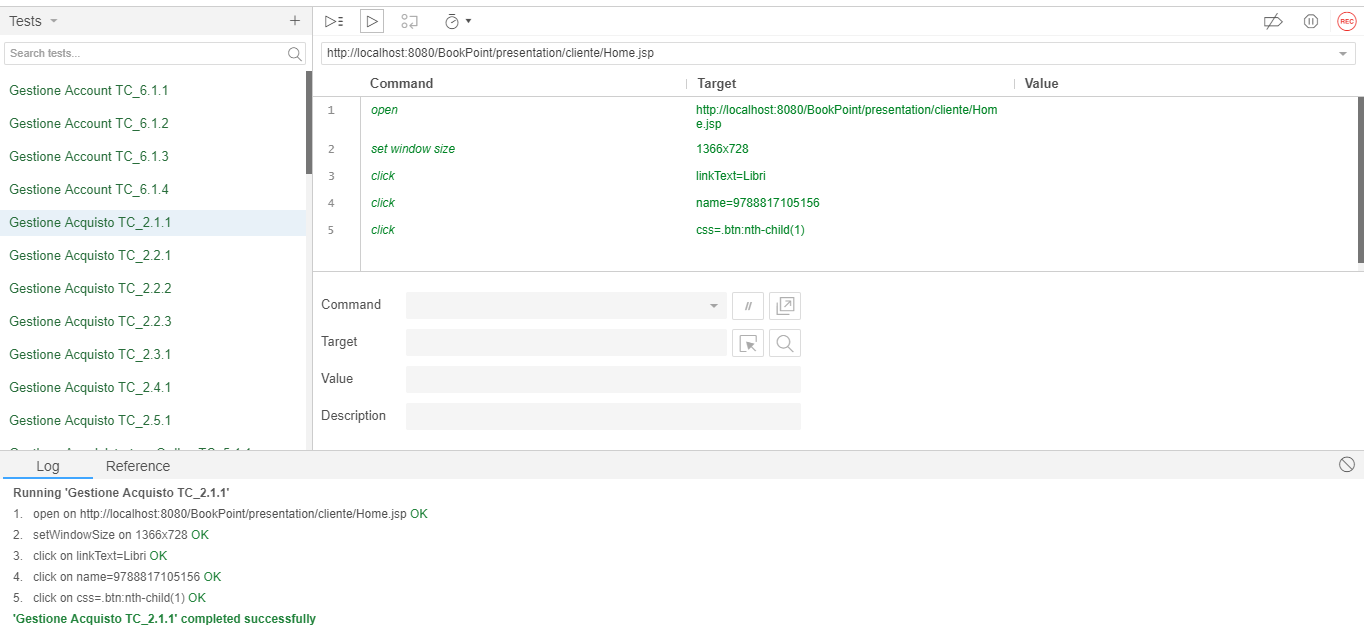 Tests
+
Search tests...
Gestione Account TC_6.1.1
Gestione Account TC_6.1.2
Gestione Account TC_6.1.3
Gestione Account TC_6.1.4
Gestione Acquisto TC_2.1.1
Gestione Acquisto TC_2.2.1
Gestione Acquisto TC_2.2.2
Gestione Acquisto TC_2.2.3
Gestione Acquisto TC_2.3.1
Gestione Acquisto TC_2.4.1
Gestione Acquisto TC_2.5.1
REC
http://localhost:8080/BookPoint/presentation/cliente/Home.jsp
Command Target Value
1 open http://localhost:8080/BookPoint/presentation/cliente/Hom
e.jsp
2 set window size 1366x728
3 click linkText=Libri
4 click name=9788817105156
5 click css=.btn:nth-child(1)
Command //
Target
Value
Description
Log Reference
Running 'Gestione Acquisto TC_2.1.1'
1. open on http://localhost:8080/BookPoint/presentation/cliente/Home.jsp OK
2. setWindowSize on 1366x728 OK
3. click on linkText=Libri OK
4. click on name=9788817105156 OK
5. click on css=.btn:nth-child(1) OK
'Gestione Acquisto TC_2.1.1' completed successfully